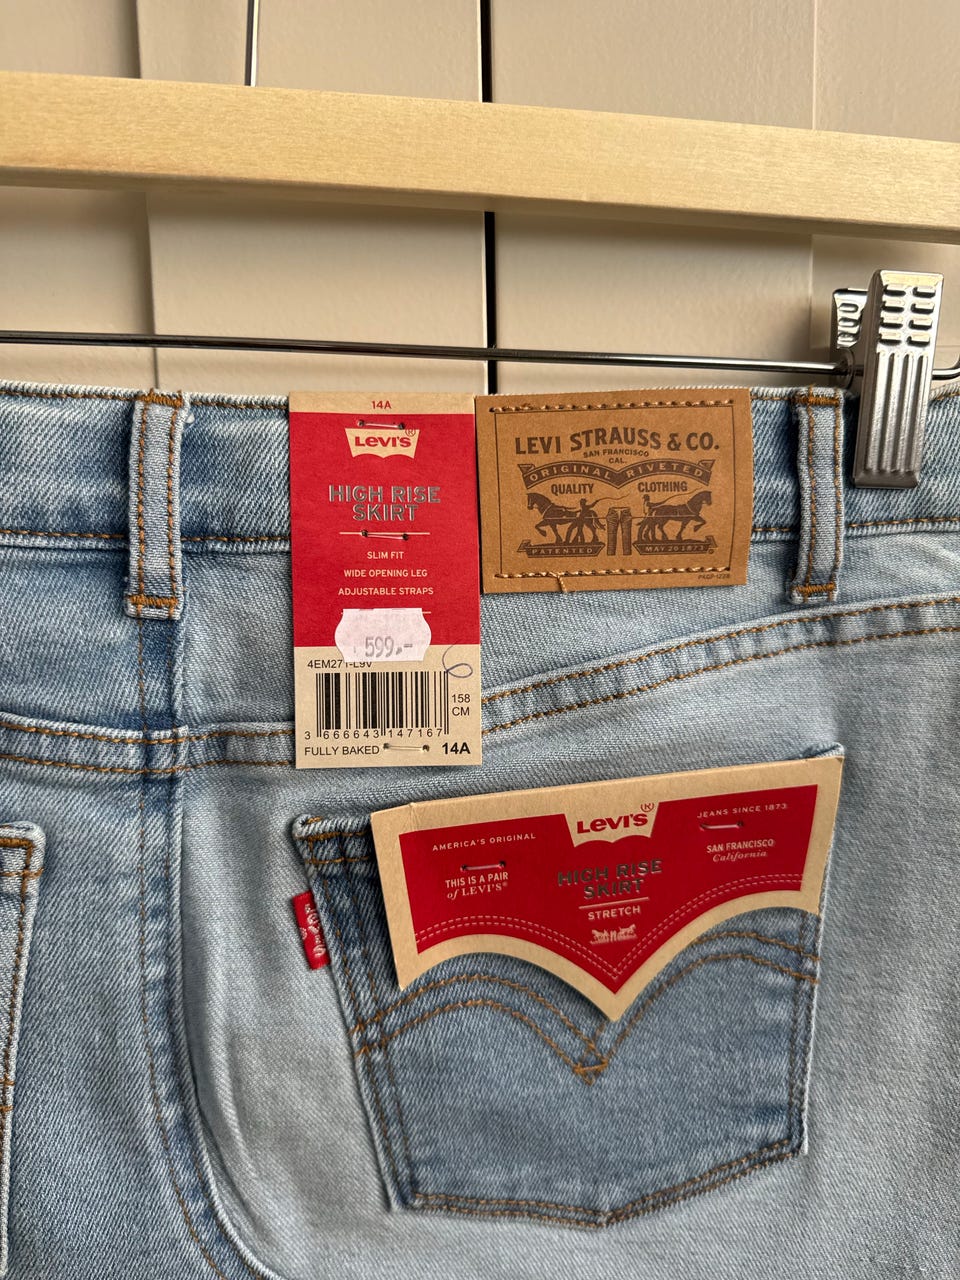 14A
LEVI'S®
HIGH RISE
SKIRT
SLIM FIT
WIDE OPENING LEG
ADJUSTABLE STRAPS
599.-
4EM271-L9V
158
CM
3 666643 147167
FULLY BAKED
14A
LEVI STRAUSS & CO.
SAN FRANCISCO
CAL.
ORIGINAL RIVETED
QUALITY CLOTHING
PATENTED MAY 20 1873
LEVI'S®
AMERICA'S ORIGINAL
JEANS SINCE 1873
THIS IS A PAIR
of LEVI'S®
SAN FRANCISCO
California
HIGH RISE
SKIRT
STRETCH